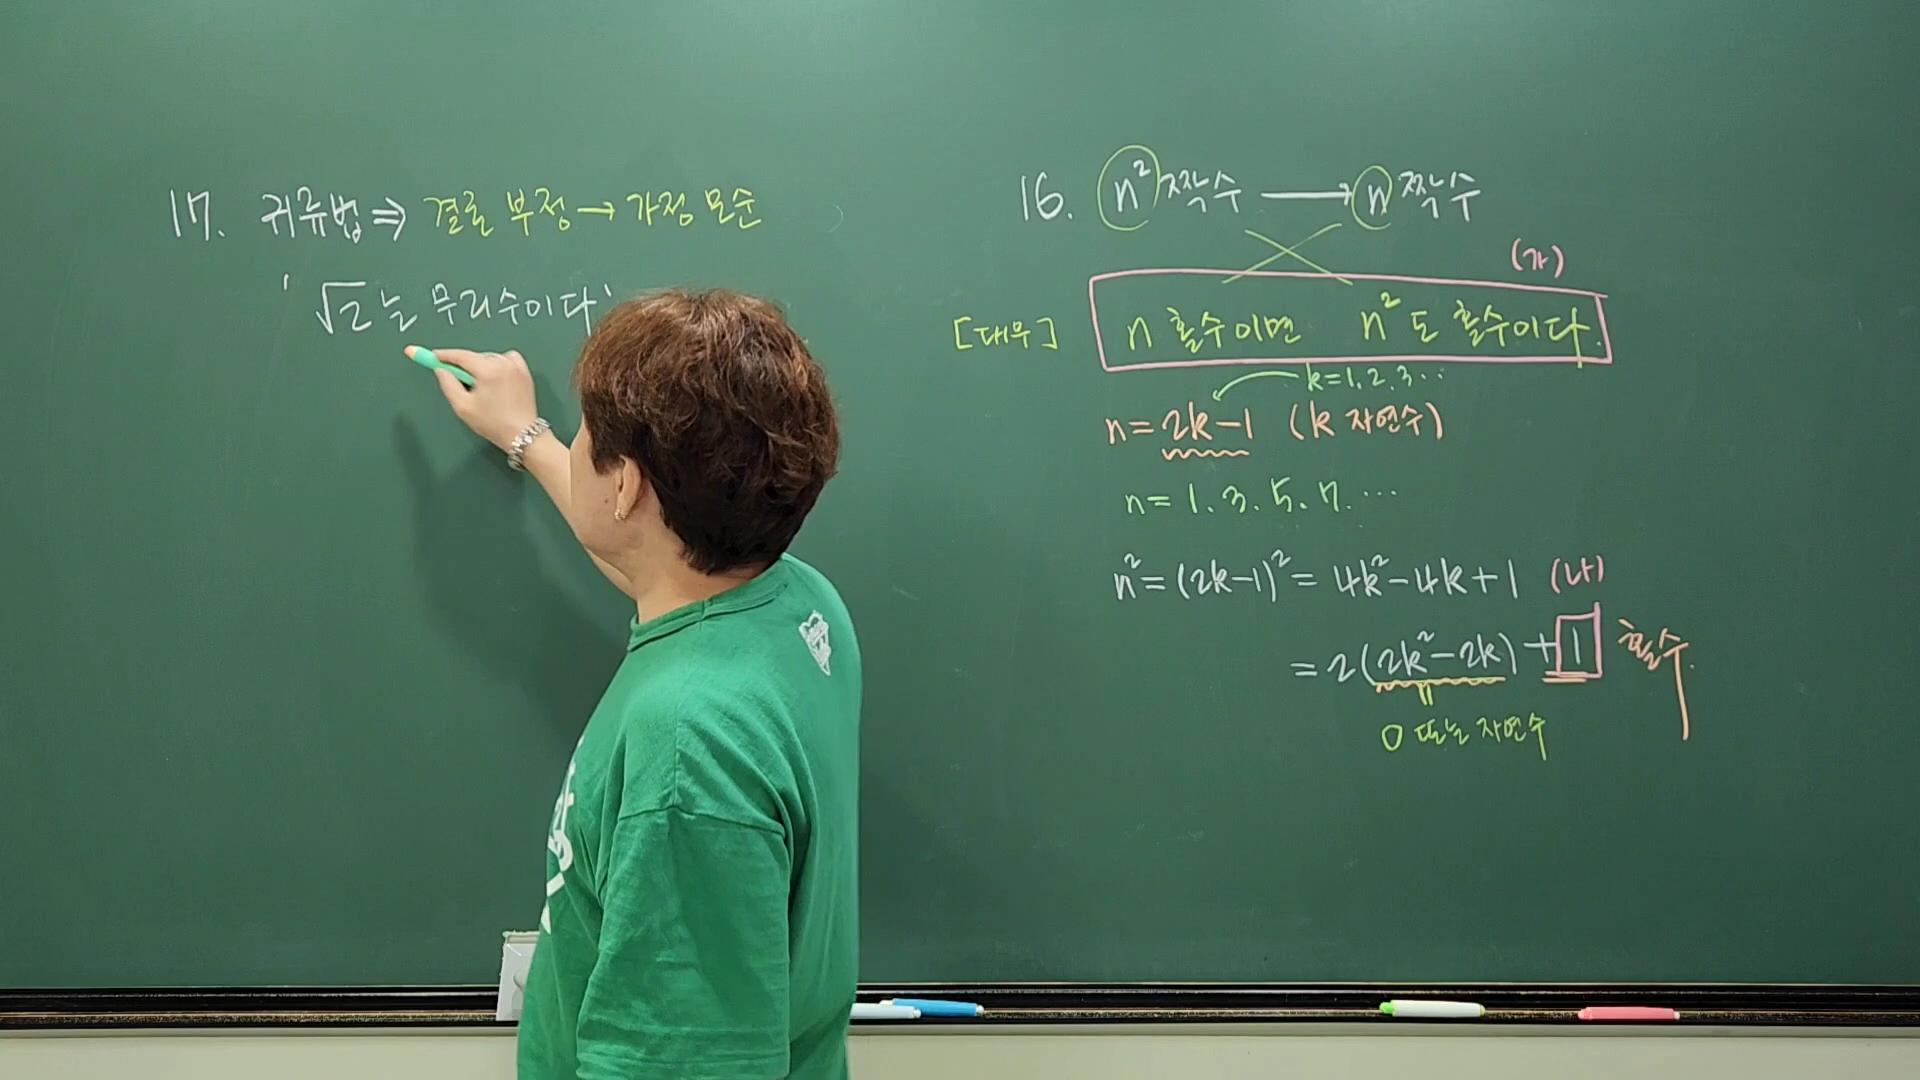 17. 귀류법 ⇒ 결론 부정 → 가정 모순
'√2는 무리수이다'
16. n² 짝수 → n 짝수
(가)
[대우] n 홀수이면 n²도 홀수이다.
k=1, 2, 3 ...
n = 2k-1 (k 자연수)
n = 1. 3. 5. 7. ...
n² = (2k-1)² = 4k²-4k+1 (나)
= 2(2k²-2k)+1 홀수.
0 또는 자연수